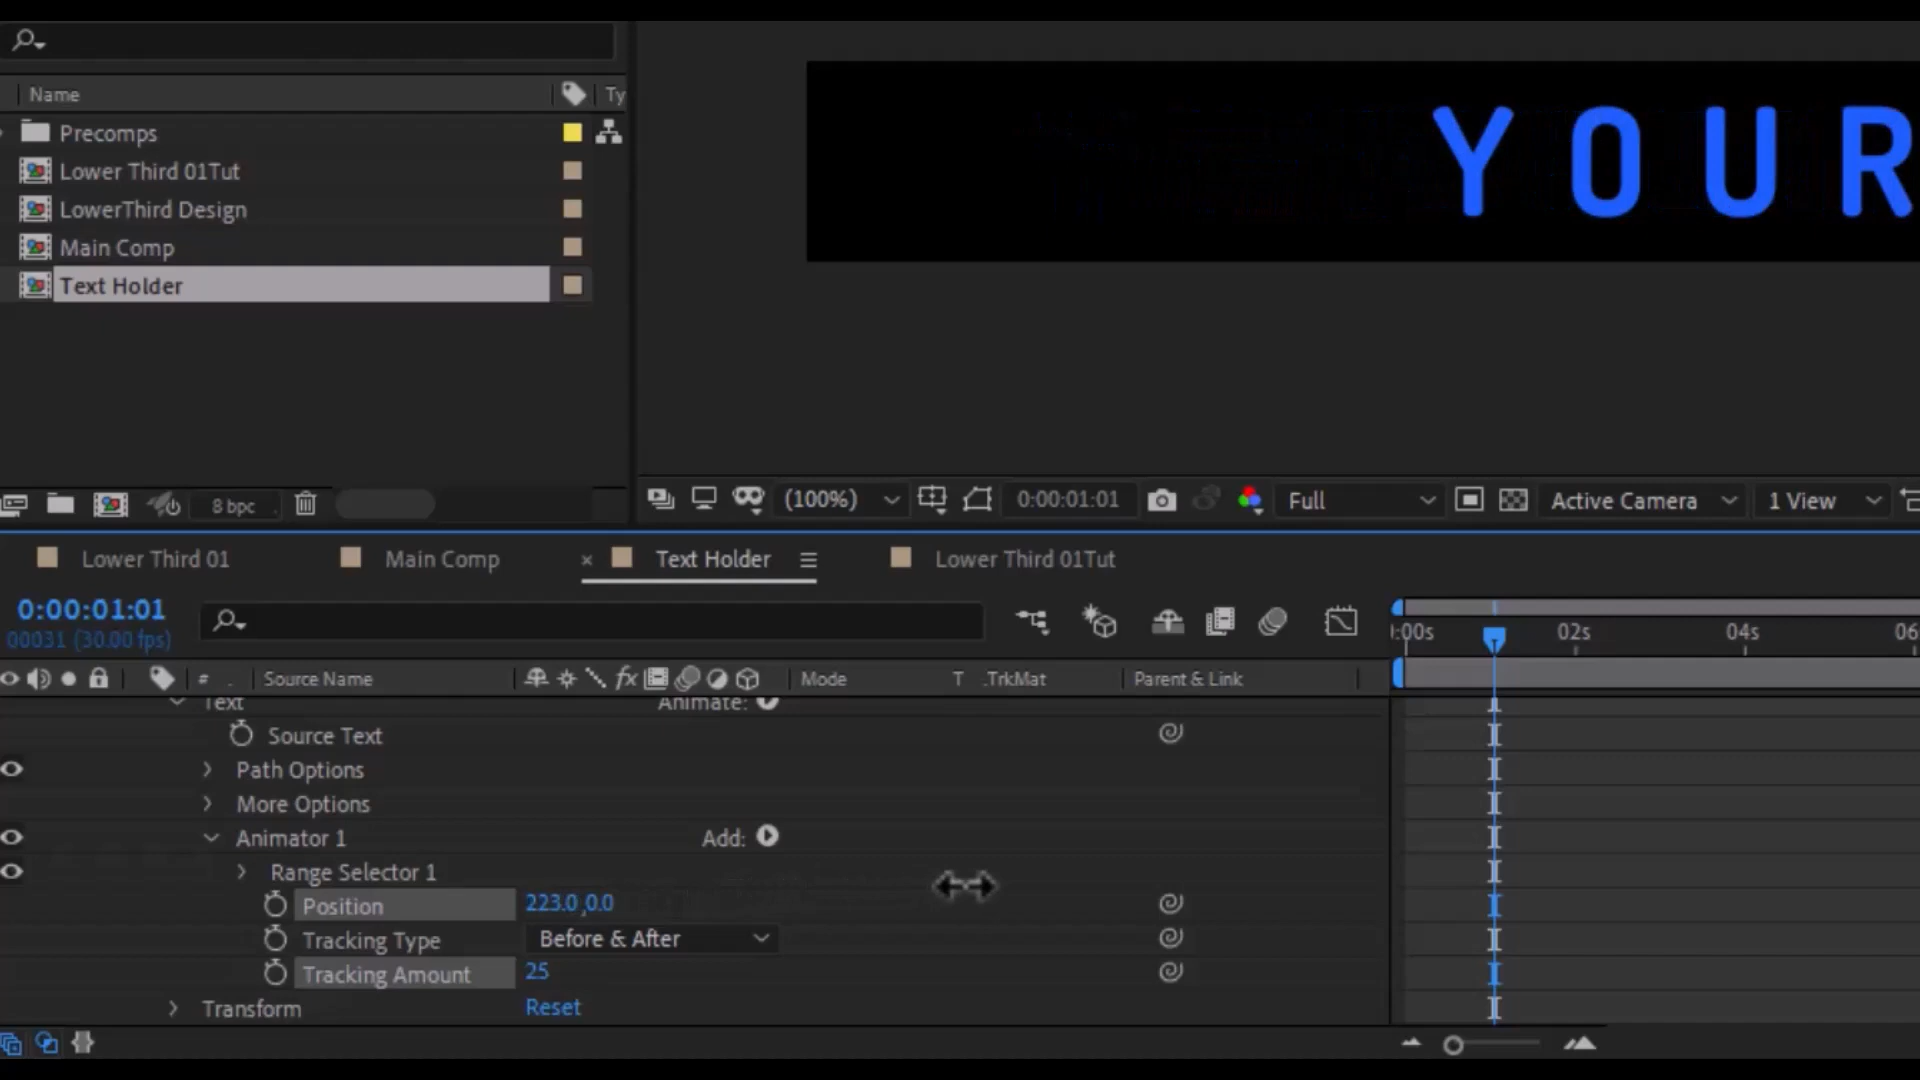 Name
Ty
Precomps
Lower Third 01Tut
LowerThird Design
Main Comp
Text Holder
YOUR
8 bpc
(100%)
0:00:01:01
Full
Active Camera
1 View
Lower Third 01
Main Comp
× Text Holder
Lower Third 01Tut
0:00:01:01
00031 (30.00 fps)
:00s
02s
04s
06
# .
Source Name
Mode
T .TrkMat
Parent & Link
Text
Animate:
Source Text
Path Options
More Options
Animator 1
Add:
Range Selector 1
Position
223.0,0.0
Tracking Type
Before & After
Tracking Amount
25
Transform
Reset